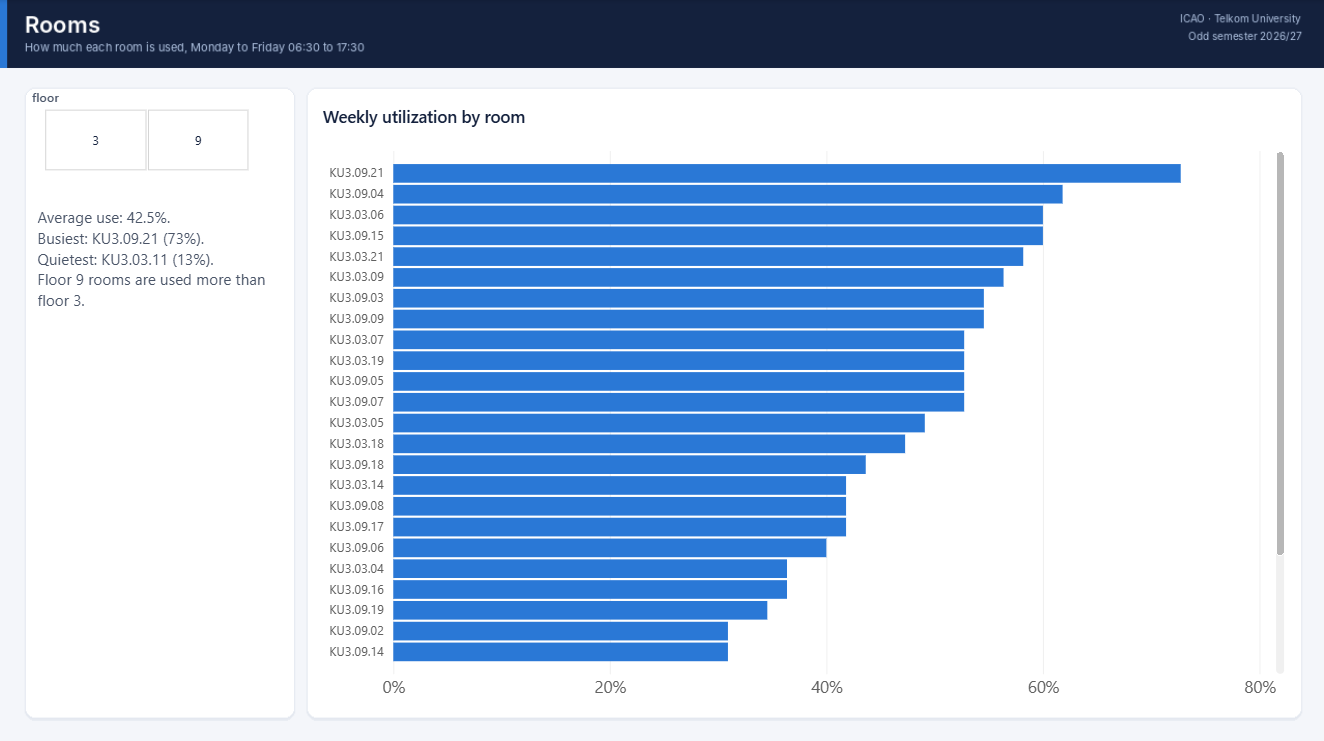 Rooms
How much each room is used, Monday to Friday 06:30 to 17:30
ICAO · Telkom University
Odd semester 2026/27
floor
3
9
Average use: 42.5%.
Busiest: KU3.09.21 (73%).
Quietest: KU3.03.11 (13%).
Floor 9 rooms are used more than
floor 3.
Weekly utilization by room
KU3.09.21
KU3.09.04
KU3.03.06
KU3.09.15
KU3.03.21
KU3.03.09
KU3.09.03
KU3.09.09
KU3.03.07
KU3.03.19
KU3.09.05
KU3.09.07
KU3.03.05
KU3.03.18
KU3.09.18
KU3.03.14
KU3.09.08
KU3.09.17
KU3.09.06
KU3.03.04
KU3.09.16
KU3.09.19
KU3.09.02
KU3.09.14
0% 20% 40% 60% 80%